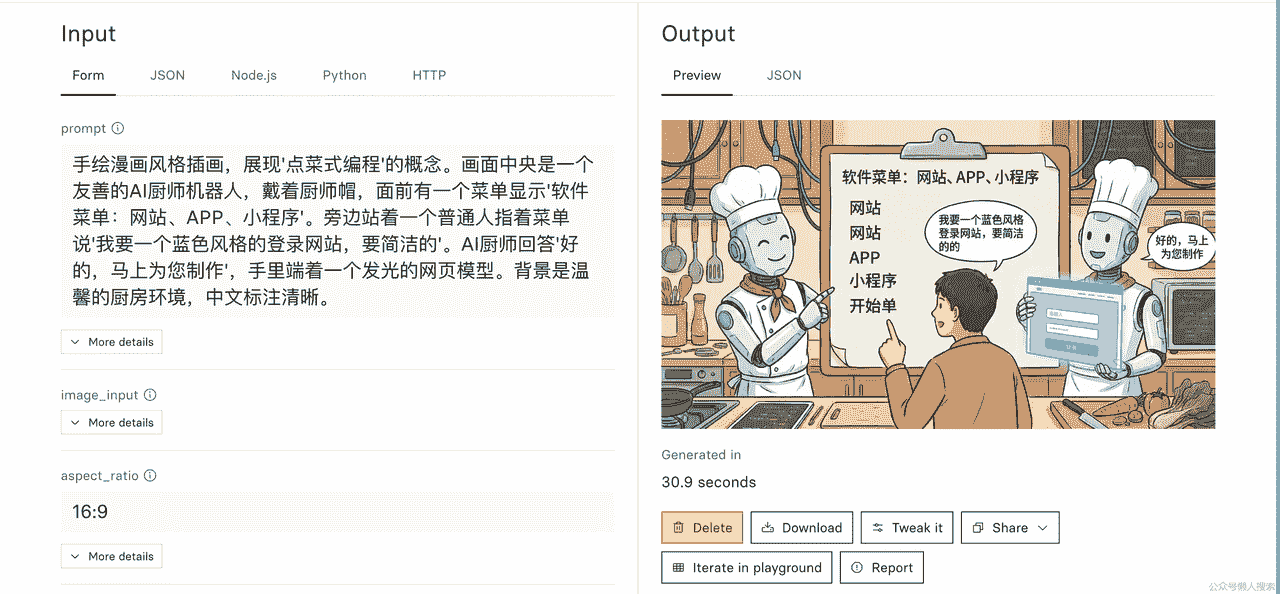 Input
Form JSON Node.js Python HTTP
prompt
手绘漫画风格插画，展现'点菜式编程'的概念。画面中央是一个
友善的AI厨师机器人，戴着厨师帽，面前有一个菜单显示'软件
菜单：网站、APP、小程序'。旁边站着一个普通人指着菜单
说'我要一个蓝色风格的登录网站，要简洁的'。AI厨师回答'好
的，马上为您制作'，手里端着一个发光的网页模型。背景是温
馨的厨房环境，中文标注清晰。
More details
image_input
More details
aspect_ratio
16:9
More details
Output
Preview JSON
软件菜单：网站、APP、小程序
网站
网站
APP
小程序
开始单
我要一个蓝色风格
登录网站，要简洁
的的
好的，马上
为您制作
Generated in
30.9 seconds
Delete Download Tweak it Share
Iterate in playground Report
公众号懒人搜索